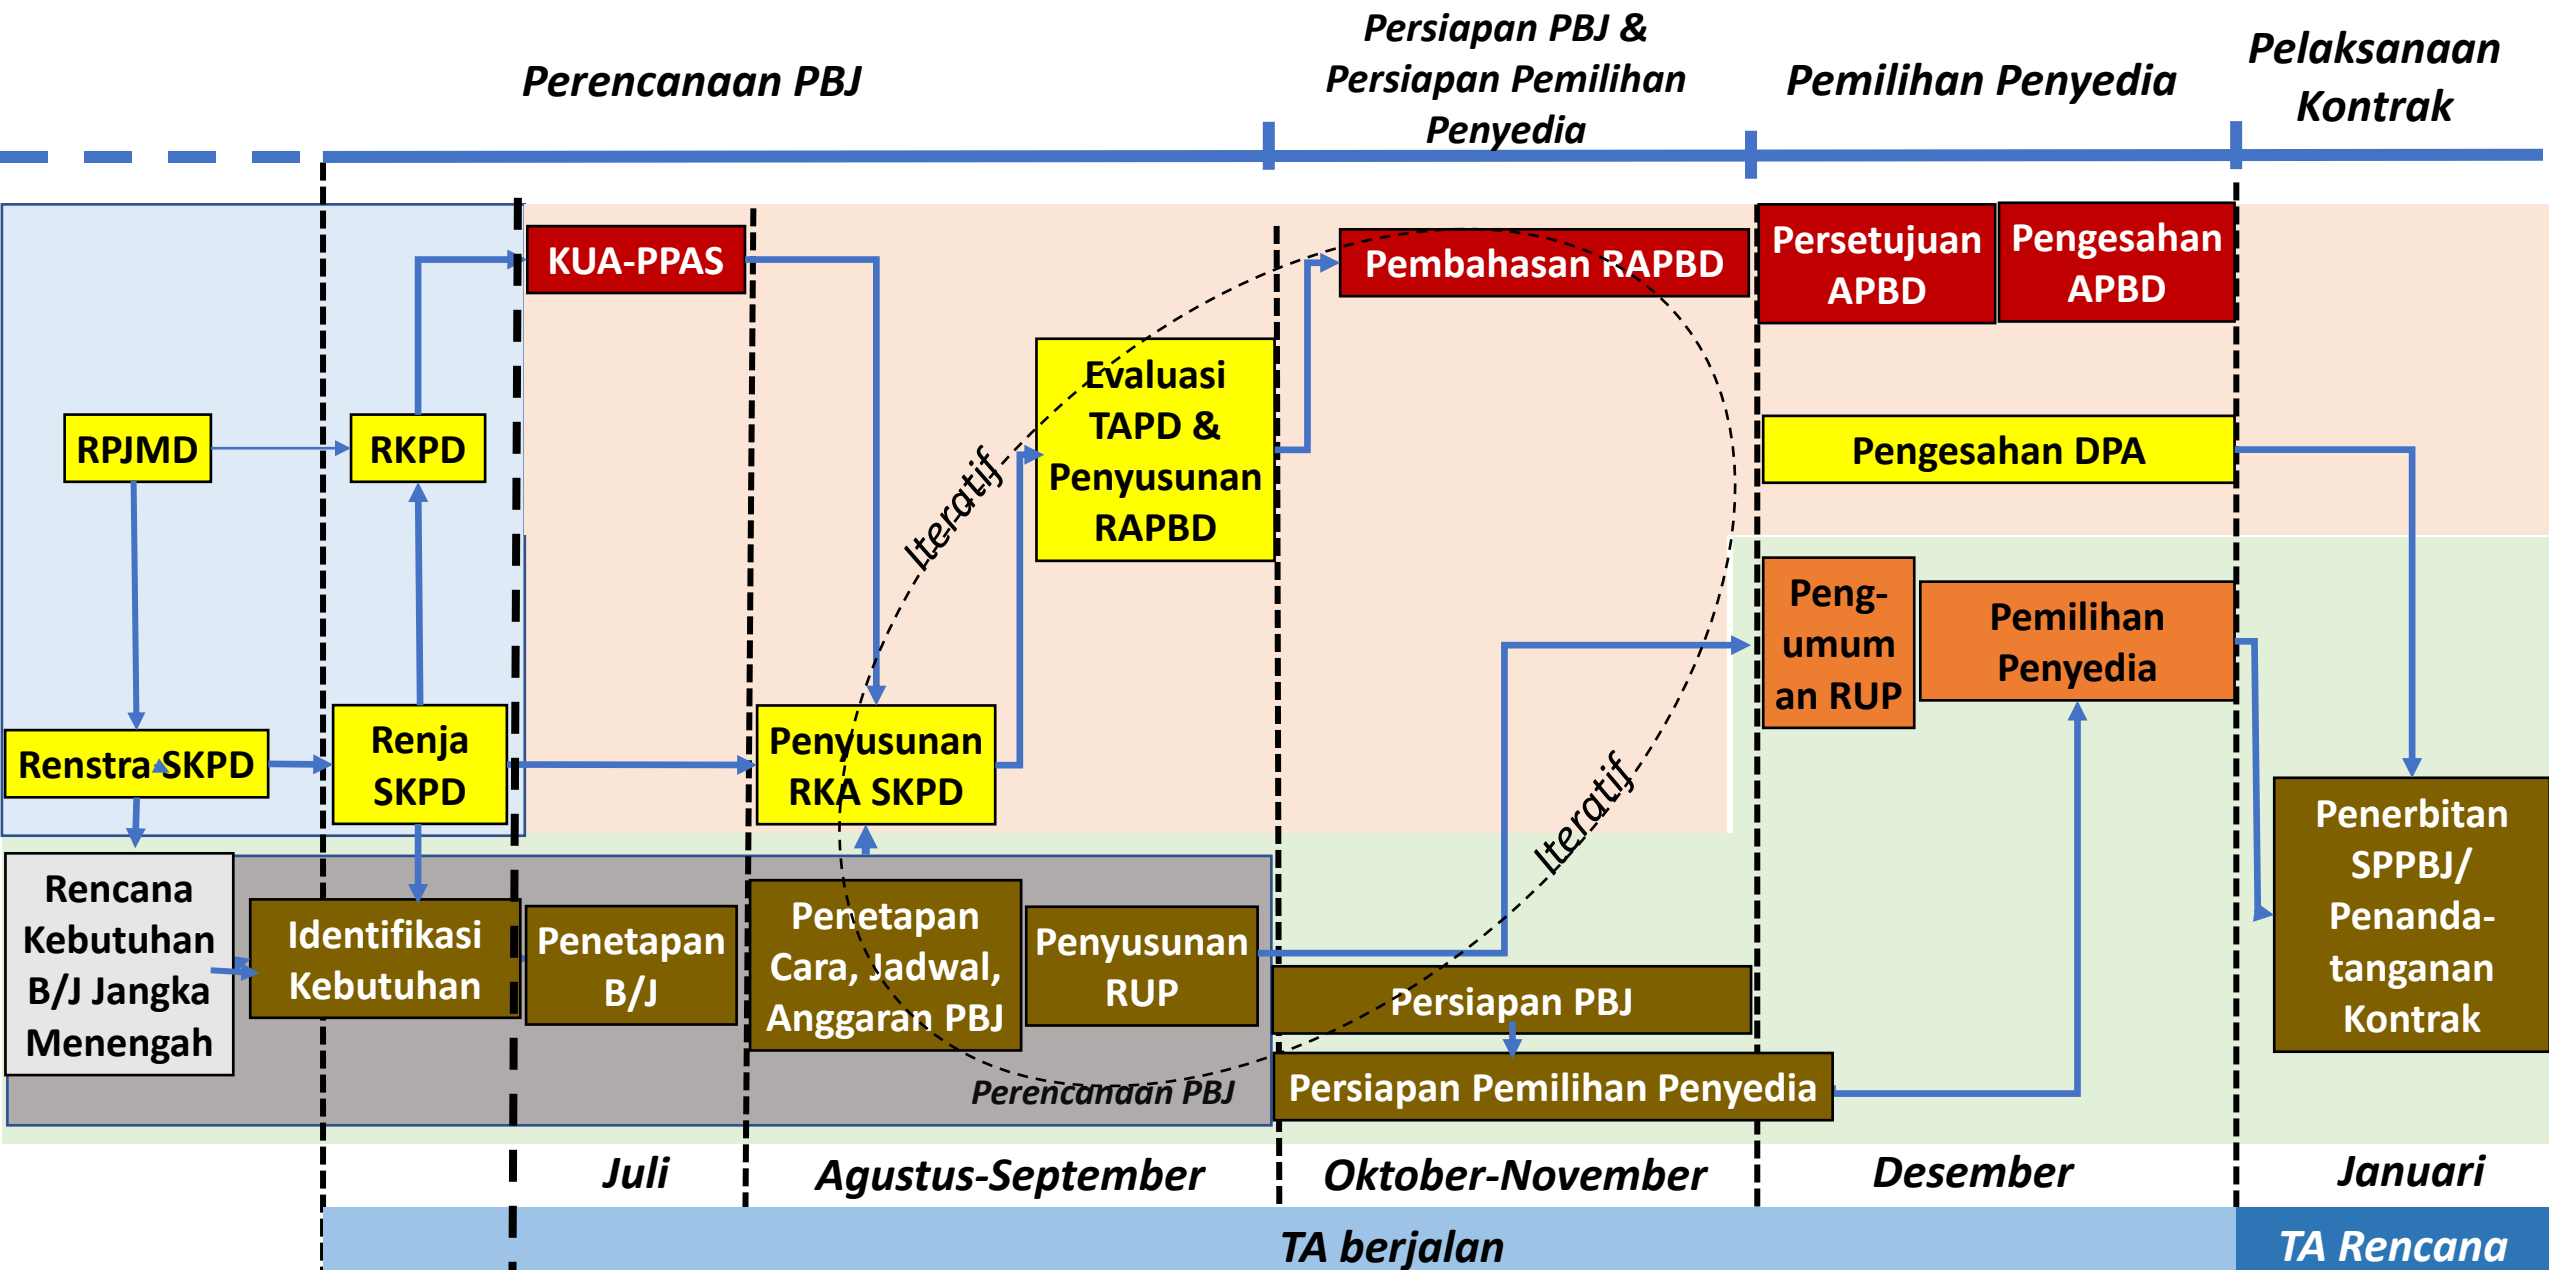 Perencanaan PBJ
Persiapan PBJ &
Persiapan Pemilihan
Penyedia
Pemilihan Penyedia
Pelaksanaan
Kontrak
KUA-PPAS
Pembahasan RAPBD
Persetujuan
APBD
Pengesahan
APBD
RPJMD
RKPD
Evaluasi
TAPD &
Penyusunan
RAPBD
Pengesahan DPA
Iteratif
Peng-
umum
an RUP
Pemilihan
Penyedia
Renstra SKPD
Renja
SKPD
Penyusunan
RKA SKPD
Iteratif
Penerbitan
SPPBJ/
Penanda-
tanganan
Kontrak
Rencana
Kebutuhan
B/J Jangka
Menengah
Identifikasi
Kebutuhan
Penetapan
B/J
Penetapan
Cara, Jadwal,
Anggaran PBJ
Penyusunan
RUP
Persiapan PBJ
Perencanaan PBJ
Persiapan Pemilihan Penyedia
Juli
Agustus-September
Oktober-November
Desember
Januari
TA berjalan
TA Rencana